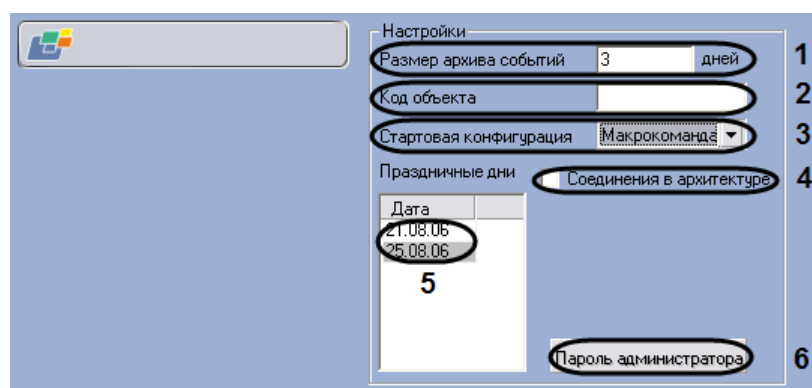 Настройки
Размер архива событий 3 дней 1
Код объекта 2
Стартовая конфигурация Макрокоманда 3
Праздничные дни Соединения в архитектуре 4
Дата
21.08.06
25.08.06
5
Пароль администратора 6